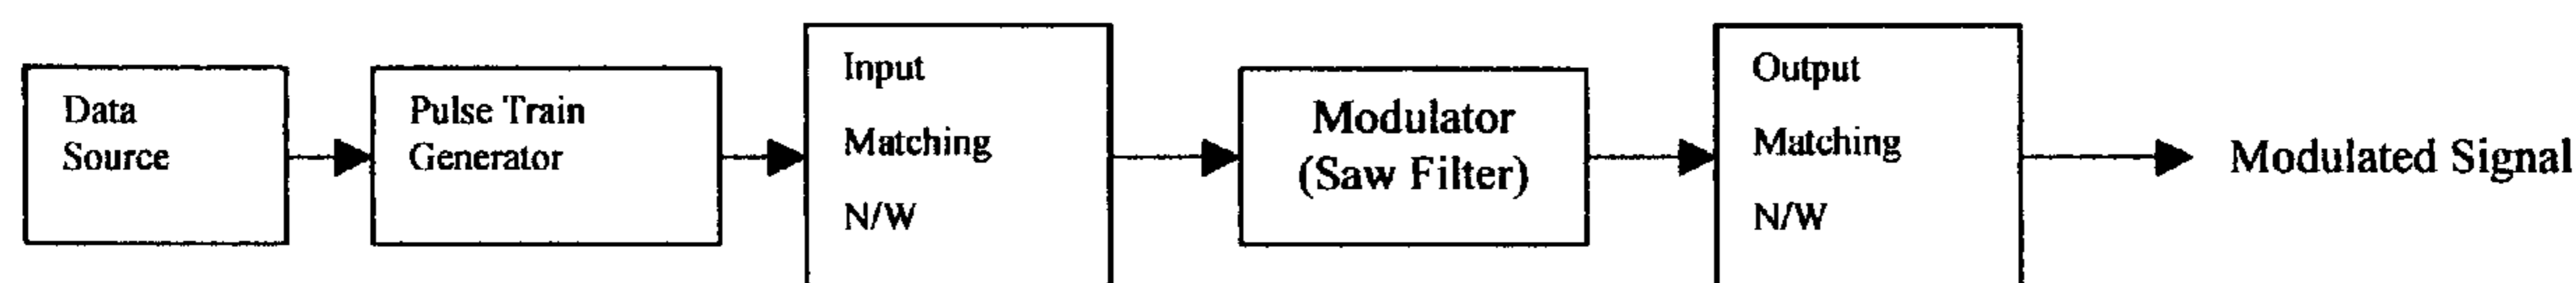 Data
Source
Pulse Train
Generator
Input
Matching
N/W
Modulator
(Saw Filter)
Output
Matching
N/W
Modulated Signal